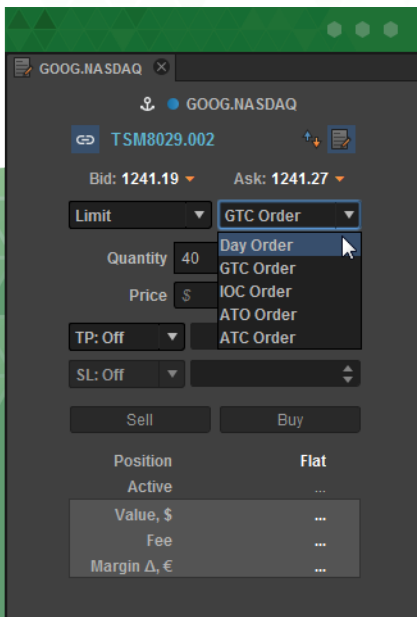 GOOG.NASDAQ
GOOG.NASDAQ
TSM8029.002
Bid: 1241.19 Ask: 1241.27
Limit GTC Order
Day Order
Quantity 40
GTC Order
Price $
IOC Order
ATO Order
TP: Off
ATC Order
SL: Off
Sell Buy
Position Flat
Active ...
Value, $ ...
Fee ...
Margin Δ, € ...